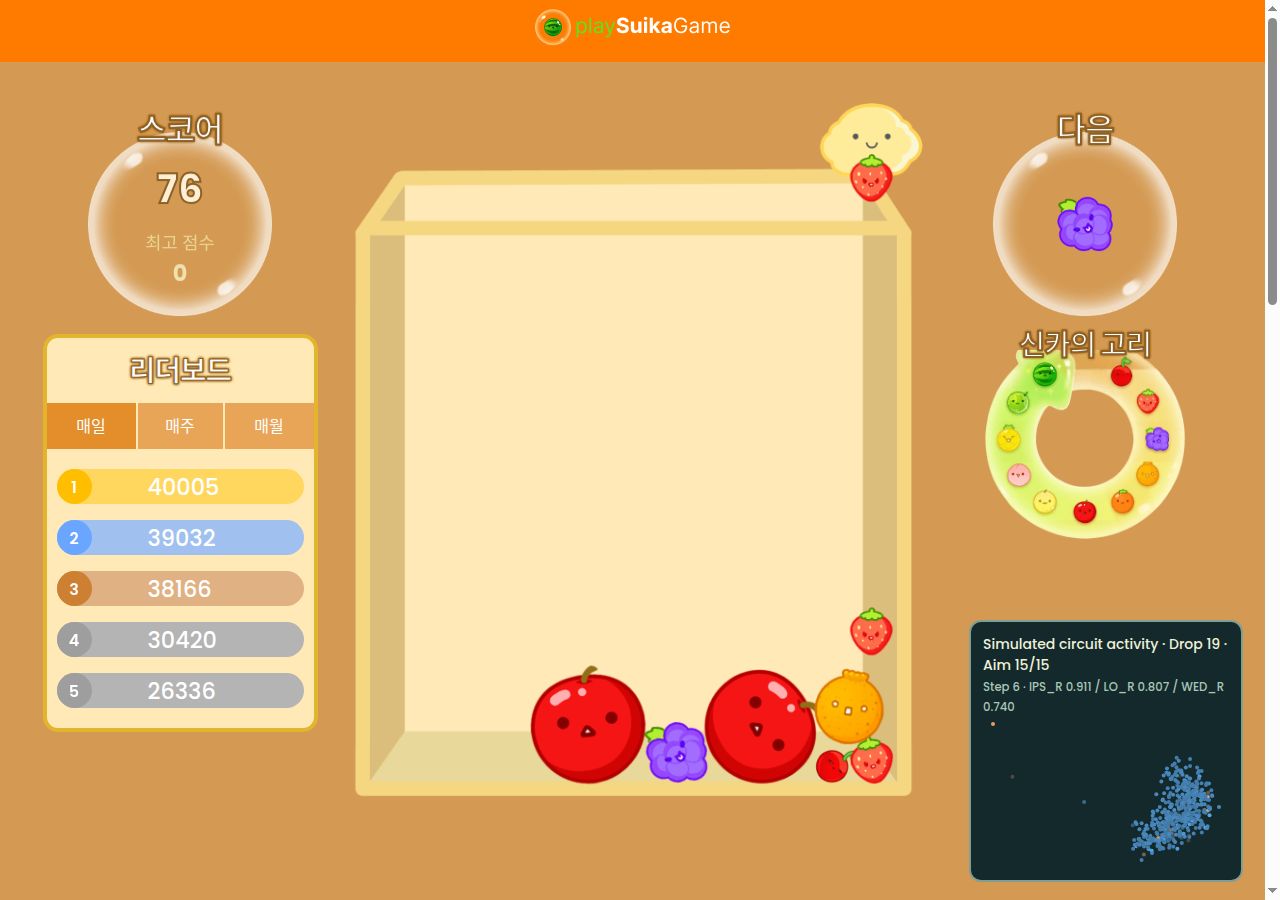 playSuikaGame
스코어
76
최고 점수
0
리더보드
매일 매주 매월
1 40005
2 39032
3 38166
4 30420
5 26336
다음
신카의 고리
Simulated circuit activity · Drop 19 ·
Aim 15/15
Step 6 · IPS_R 0.911 / LO_R 0.807 / WED_R
0.740